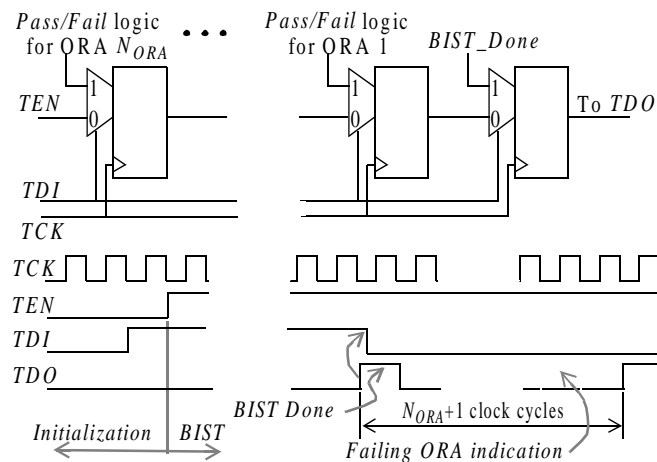 Pass/Fail logic
for ORA N_ORA
• • •
Pass/Fail logic
for ORA 1
BIST_Done
TEN
1
0
1
0
1
0
To TDO
TDI
TCK
TCK
TEN
TDI
TDO
BIST Done
N_ORA+1 clock cycles
Initialization
BIST
Failing ORA indication